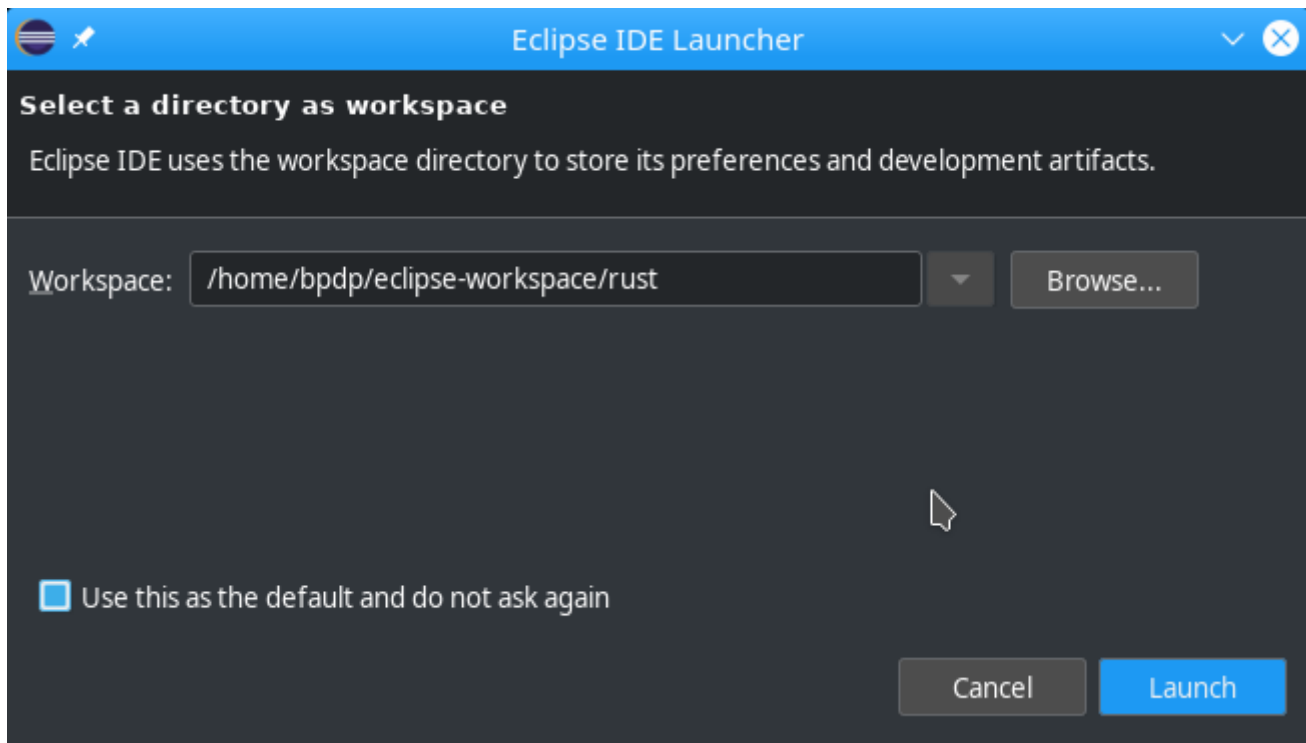 Eclipse IDE Launcher
Select a directory as workspace
Eclipse IDE uses the workspace directory to store its preferences and development artifacts.
Workspace: /home/bpdp/eclipse-workspace/rust Browse...
Use this as the default and do not ask again
Cancel Launch